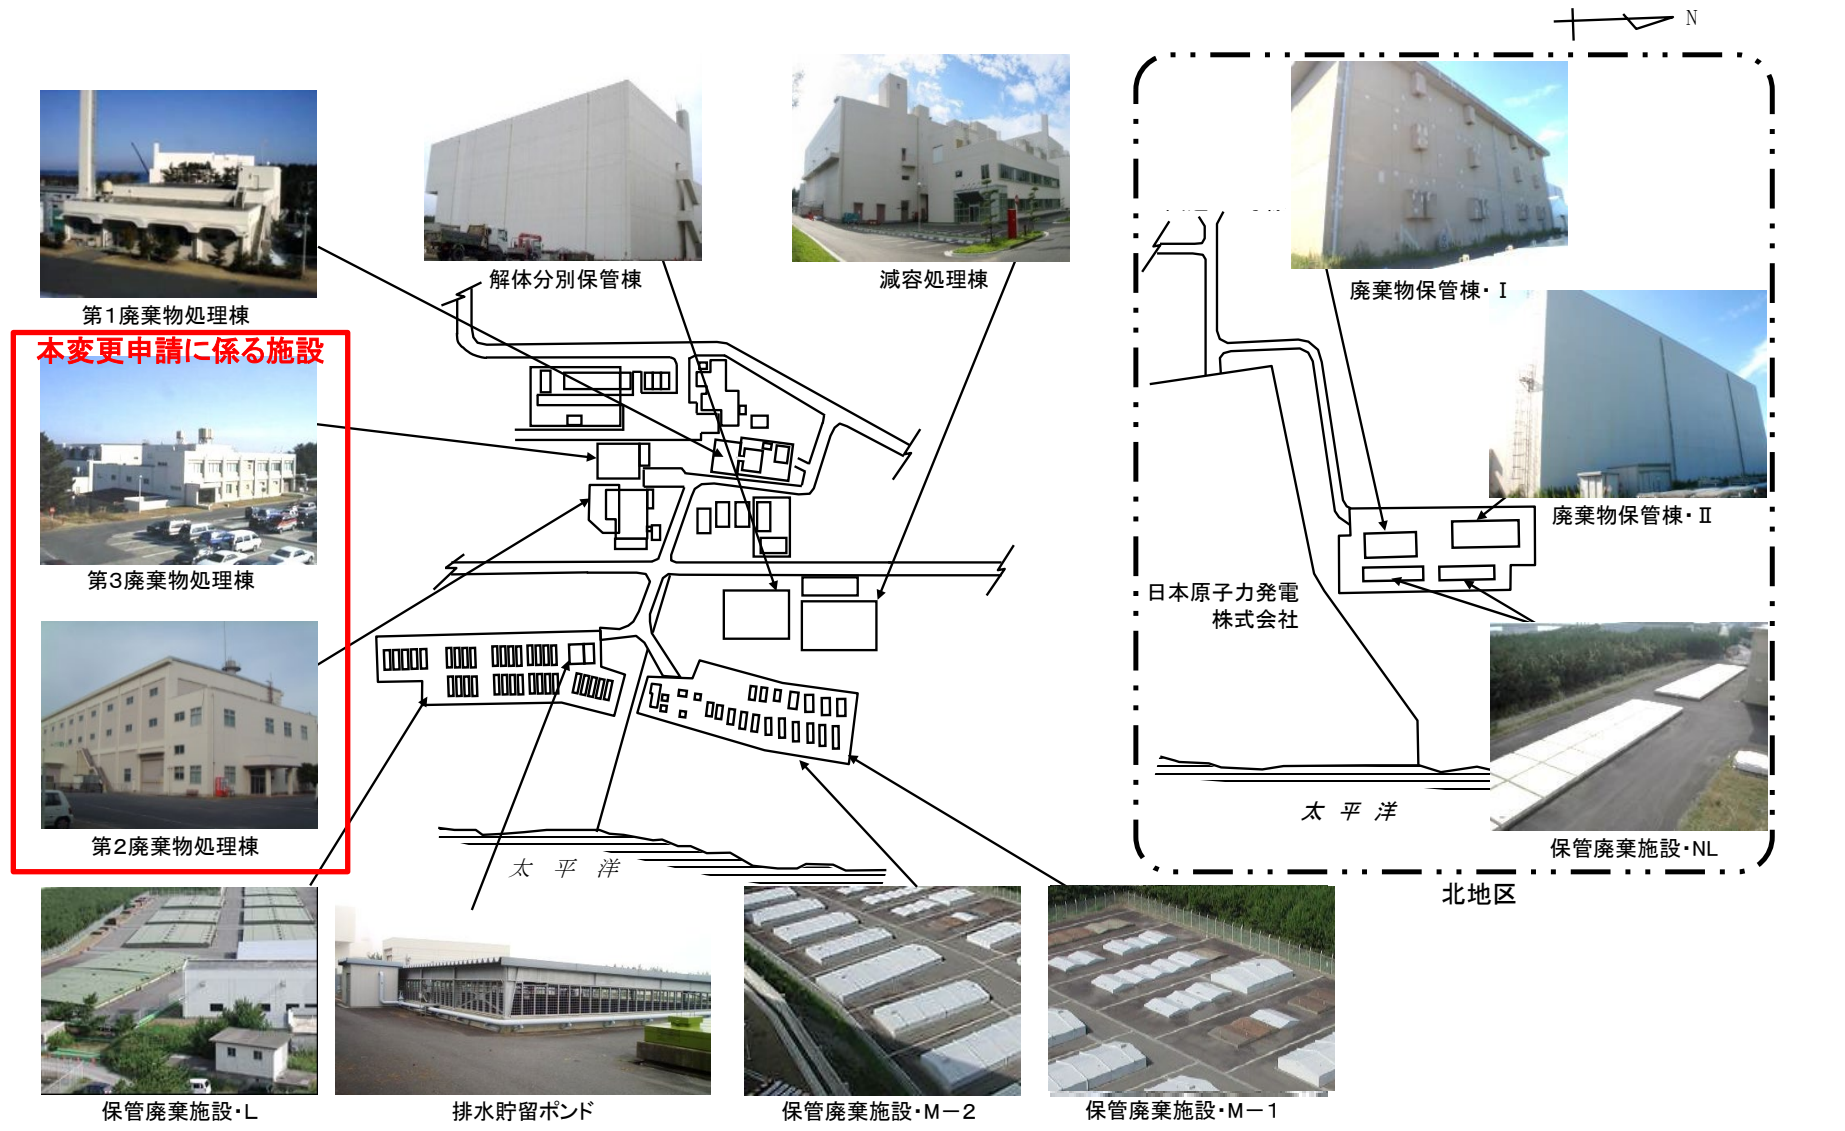 N
解体分別保管棟
減容処理棟
廃棄物保管棟・Ⅰ
第1廃棄物処理棟
本変更申請に係る施設
廃棄物保管棟・Ⅱ
第3廃棄物処理棟
日本原子力発電
株式会社
太平洋
第2廃棄物処理棟
太平洋
保管廃棄施設・NL
北地区
保管廃棄施設・L
排水貯留ポンド
保管廃棄施設・M－2
保管廃棄施設・M－1